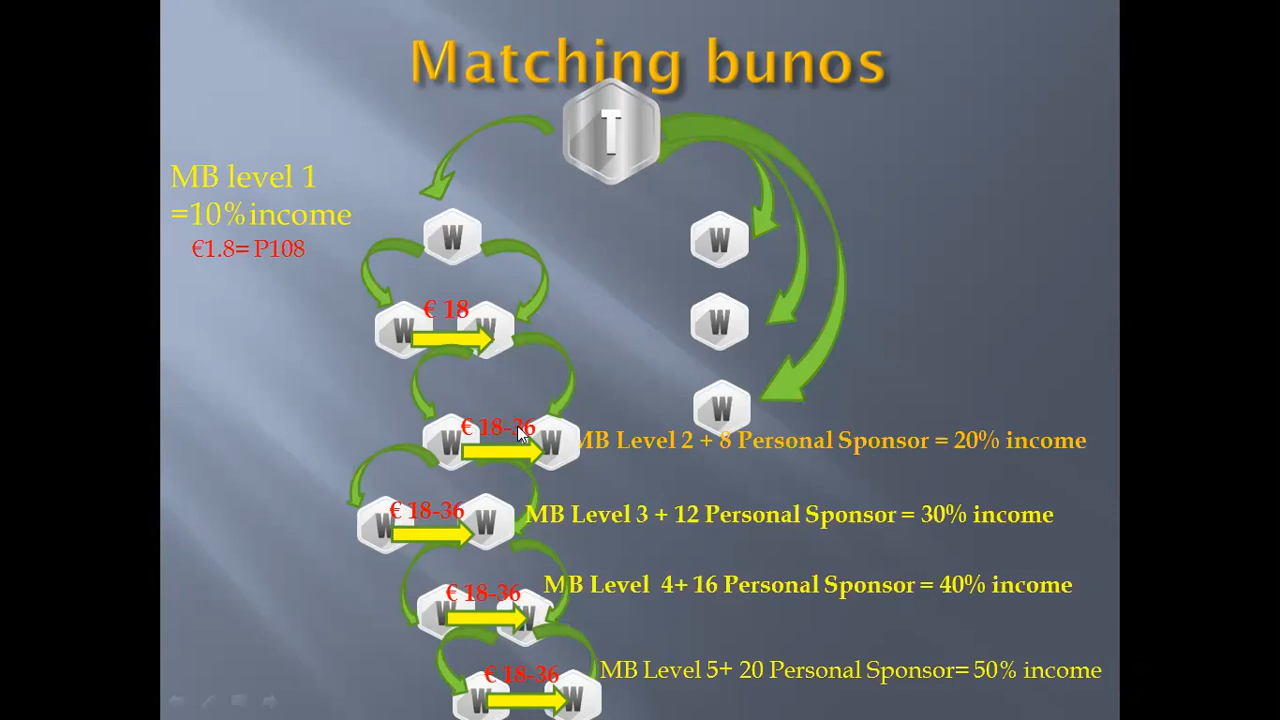 Matching bunos
T
MB level 1
=10%income
€1.8= P108
W
W
€ 18
W
W
W
W
€ 18-36
W
W
MB Level 2 + 8 Personal Sponsor = 20% income
€ 18-36
W
W
MB Level 3 + 12 Personal Sponsor = 30% income
€ 18-36
W
W
MB Level 4+ 16 Personal Sponsor = 40% income
€ 18-36
W
W
MB Level 5+ 20 Personal Sponsor= 50% income